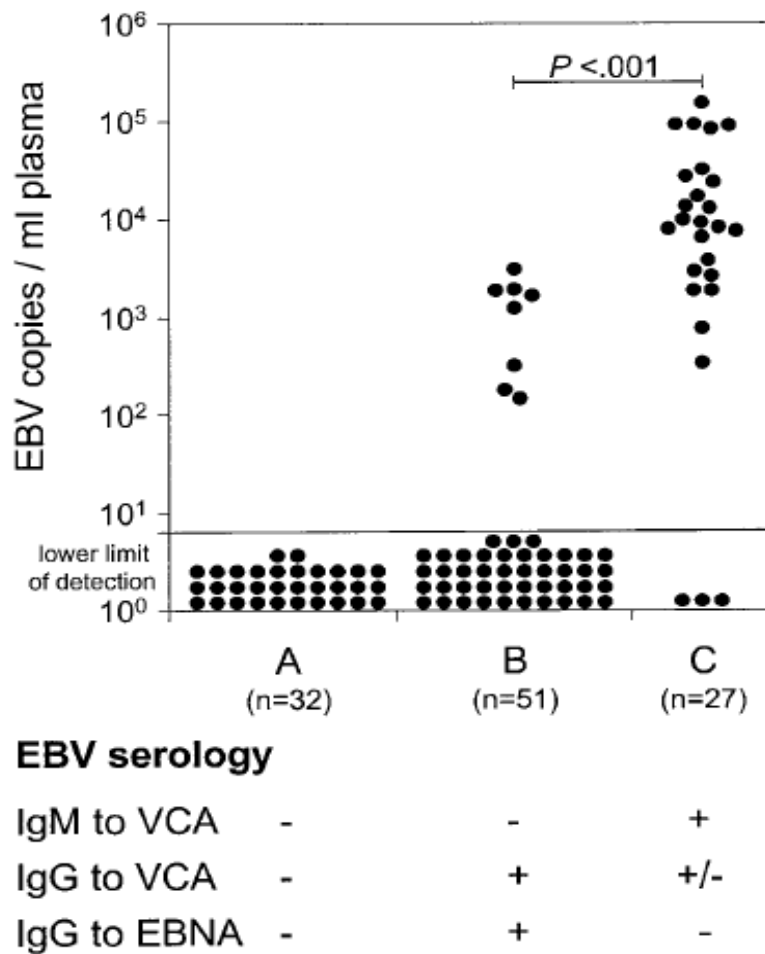 10⁶
P <.001
10⁵
10⁴
10³
10²
10¹
EBV copies / ml plasma
lower limit
of detection
10⁰
A B C
(n=32) (n=51) (n=27)
EBV serology
IgM to VCA - - +
IgG to VCA - + +/-
IgG to EBNA - + -